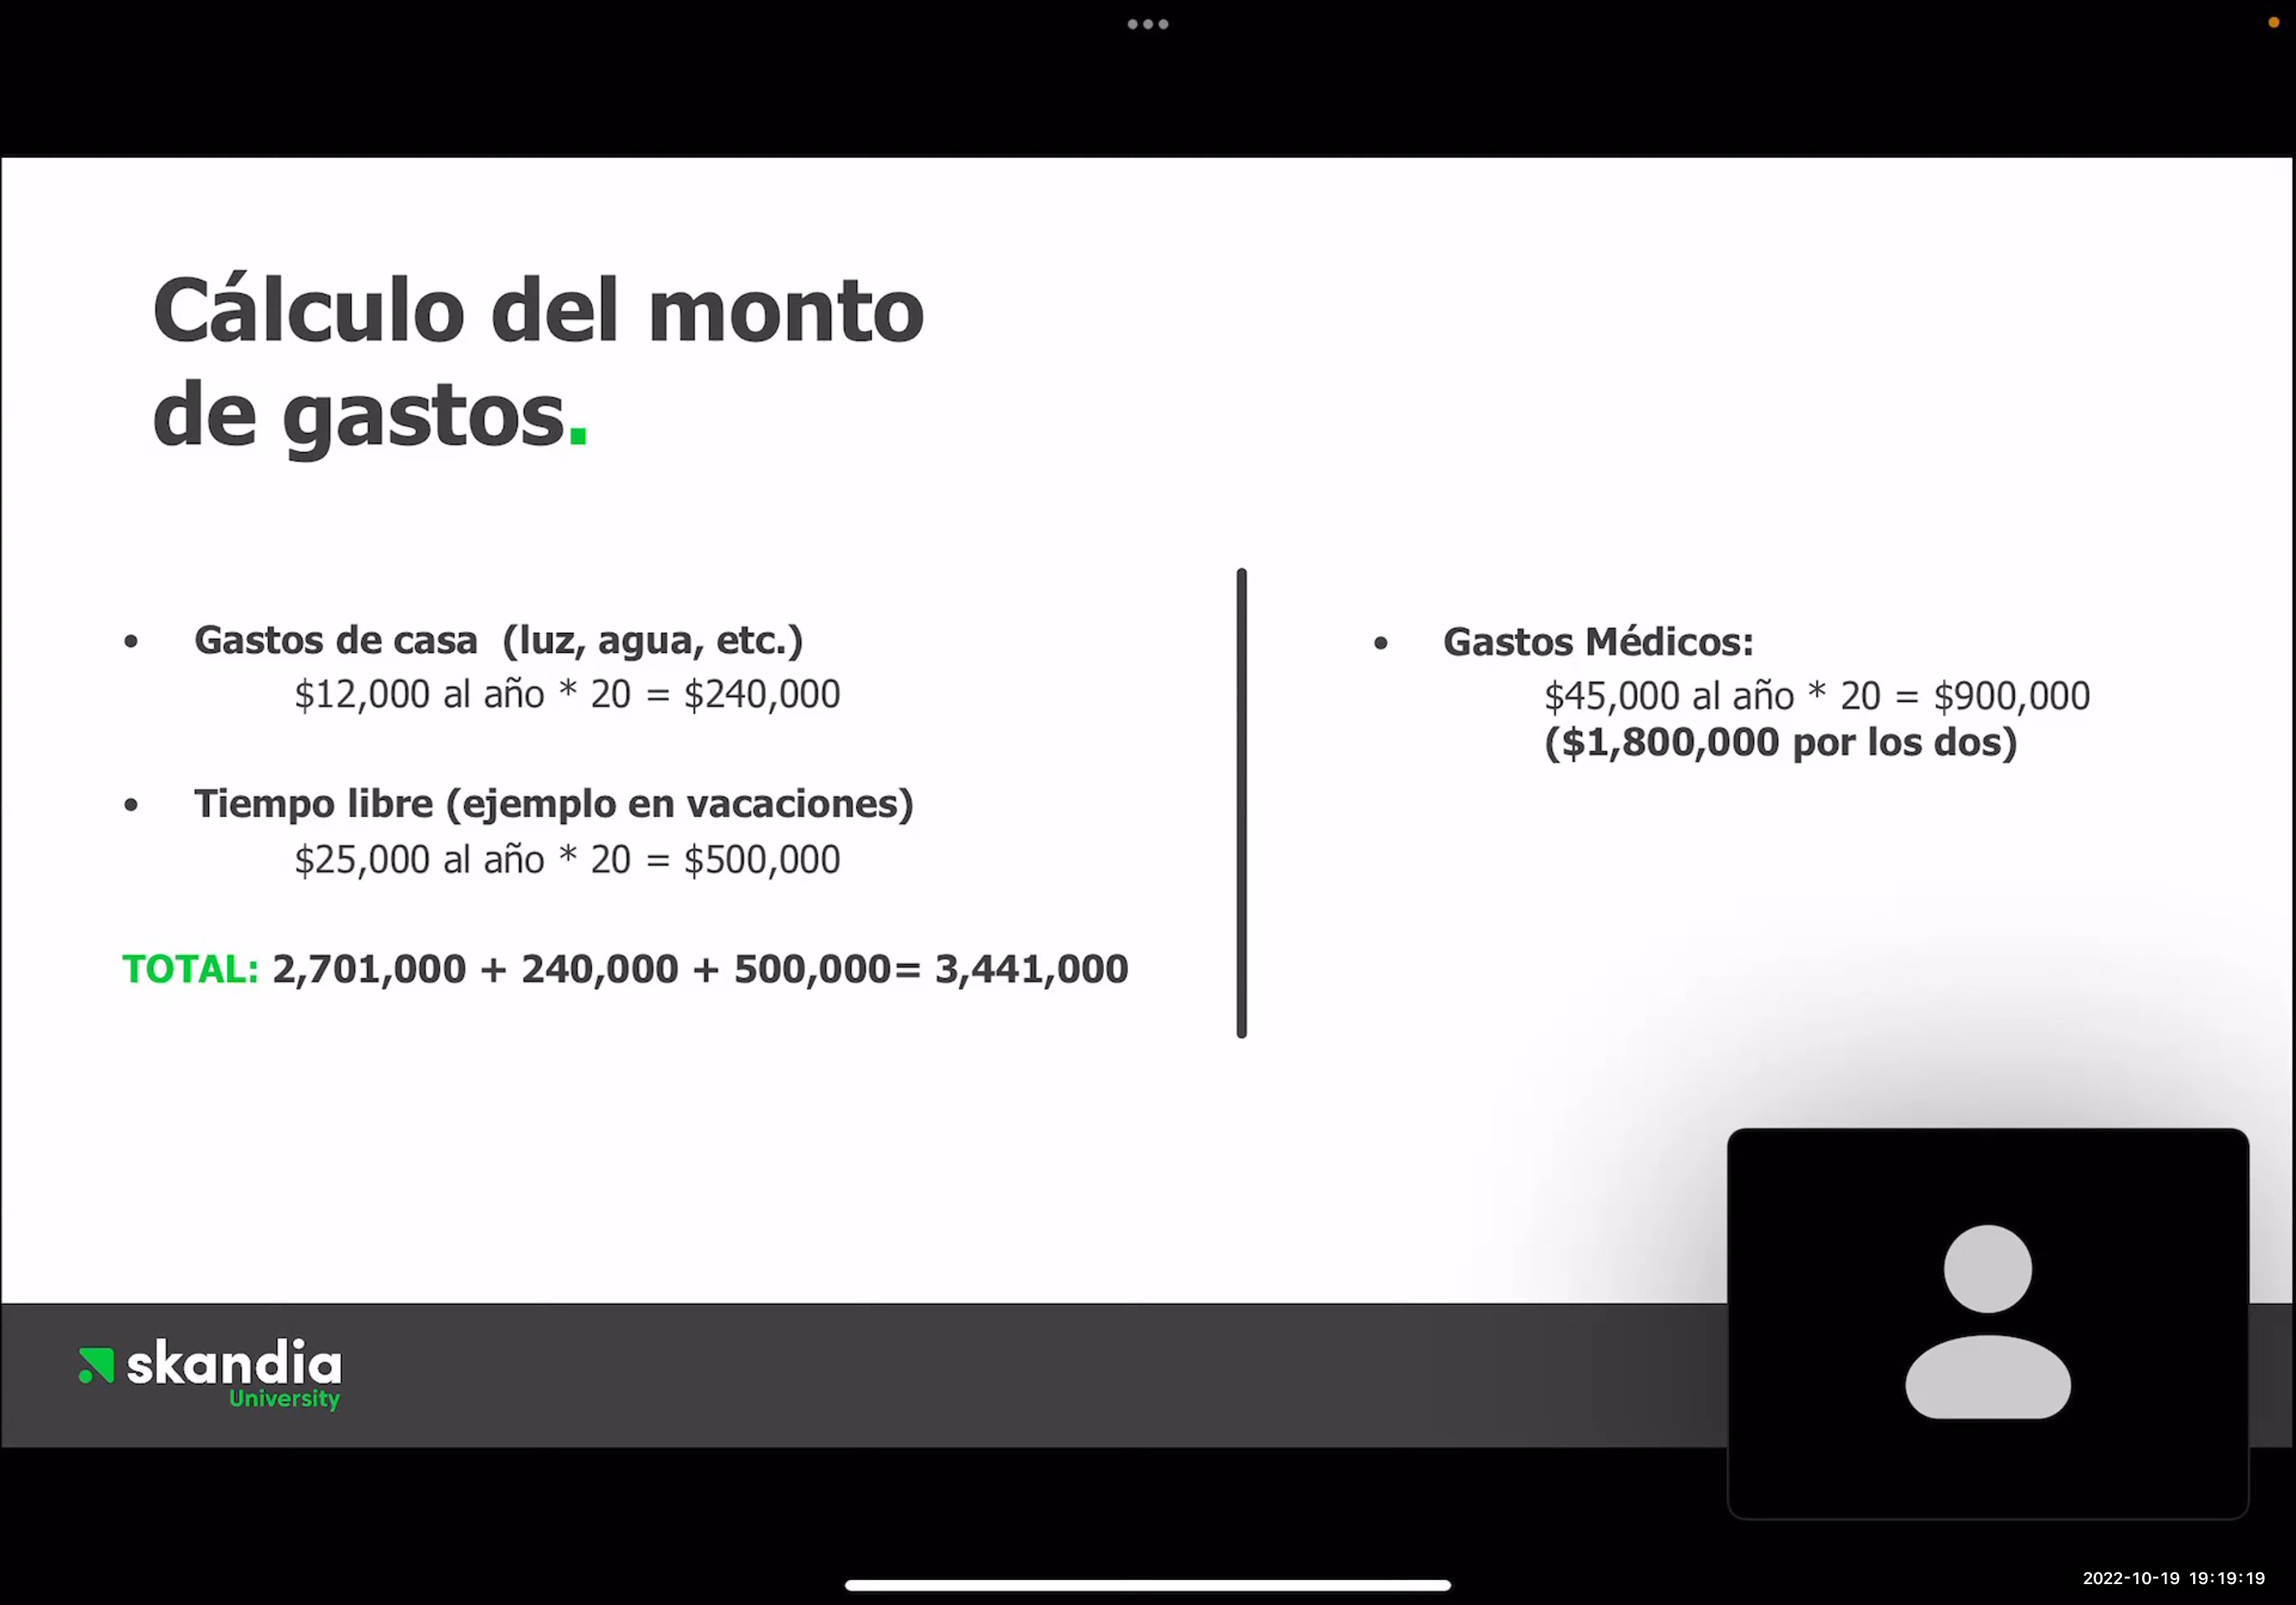 Cálculo del monto
de gastos.
• Gastos de casa (luz, agua, etc.)
$12,000 al año * 20 = $240,000
• Tiempo libre (ejemplo en vacaciones)
$25,000 al año * 20 = $500,000
TOTAL: 2,701,000 + 240,000 + 500,000= 3,441,000
• Gastos Médicos:
$45,000 al año * 20 = $900,000
($1,800,000 por los dos)
skandia
University
2022-10-19 19:19:19